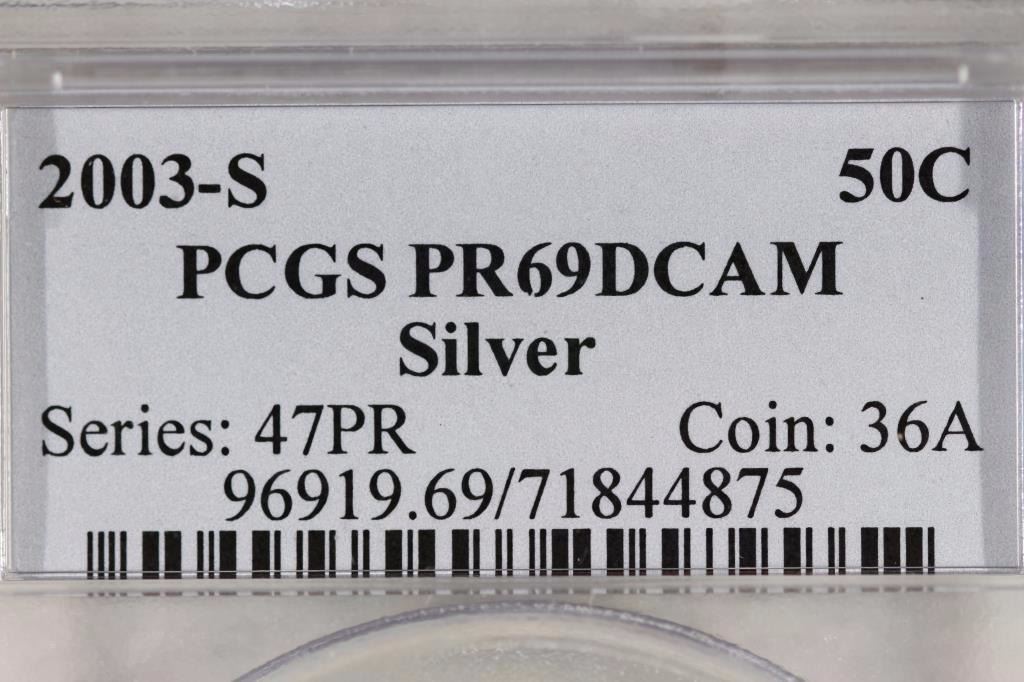 2003-S 50C
PCGS PR69DCAM
Silver
Series: 47PR Coin: 36A
96919.69/71844875